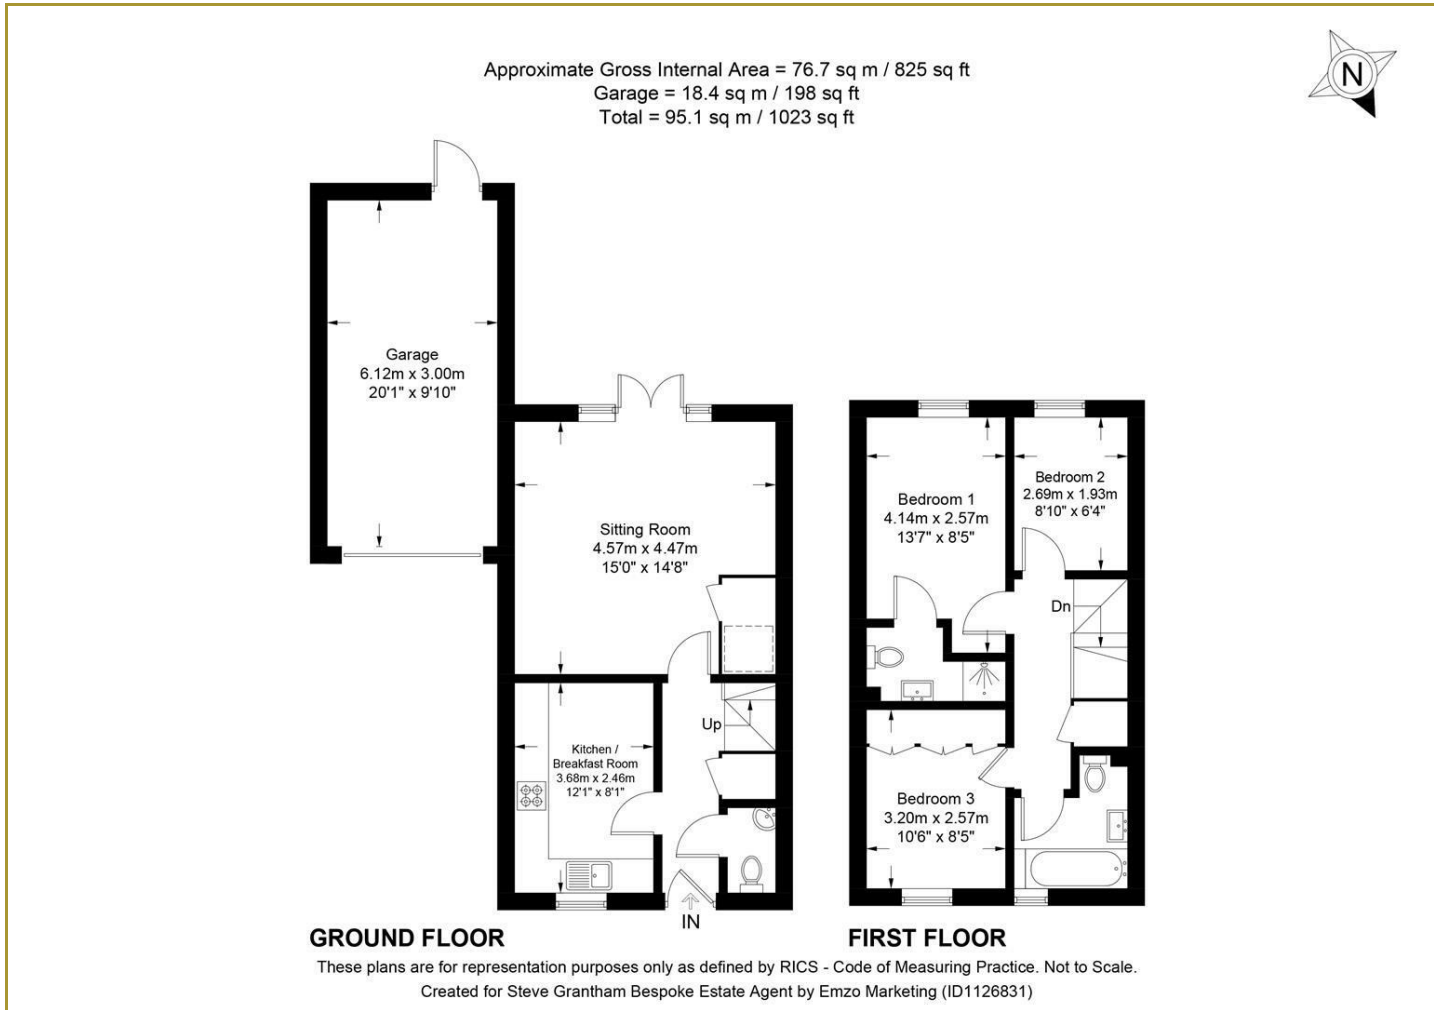 Approximate Gross Internal Area = 76.7 sq m / 825 sq ft
Garage = 18.4 sq m / 198 sq ft
Total = 95.1 sq m / 1023 sq ft
N
Garage
6.12m x 3.00m
20'1" x 9'10"
Sitting Room
4.57m x 4.47m
15'0" x 14'8"
Kitchen /
Breakfast Room
3.68m x 2.46m
12'1" x 8'1"
Up
IN
Bedroom 1
4.14m x 2.57m
13'7" x 8'5"
Bedroom 2
2.69m x 1.93m
8'10" x 6'4"
Dn
Bedroom 3
3.20m x 2.57m
10'6" x 8'5"
GROUND FLOOR
FIRST FLOOR
These plans are for representation purposes only as defined by RICS - Code of Measuring Practice. Not to Scale.
Created for Steve Grantham Bespoke Estate Agent by Emzo Marketing (ID1126831)